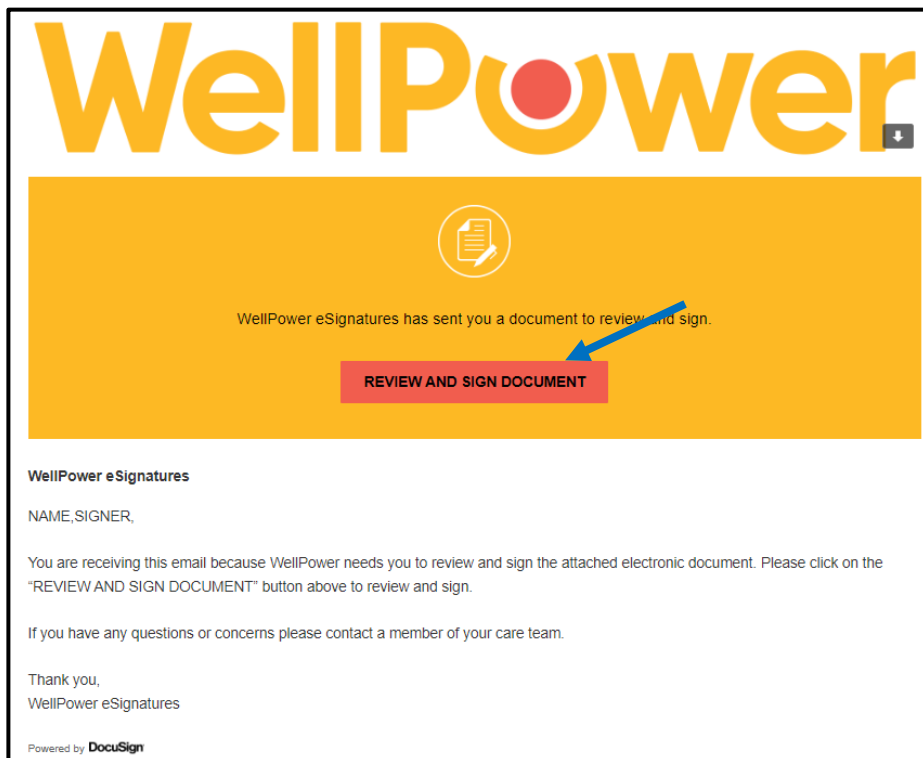 WellPower
WellPower eSignatures has sent you a document to review and sign.
REVIEW AND SIGN DOCUMENT
WellPower eSignatures
NAME,SIGNER,
You are receiving this email because WellPower needs you to review and sign the attached electronic document. Please click on the
“REVIEW AND SIGN DOCUMENT” button above to review and sign.
If you have any questions or concerns please contact a member of your care team.
Thank you,
WellPower eSignatures
Powered by DocuSign